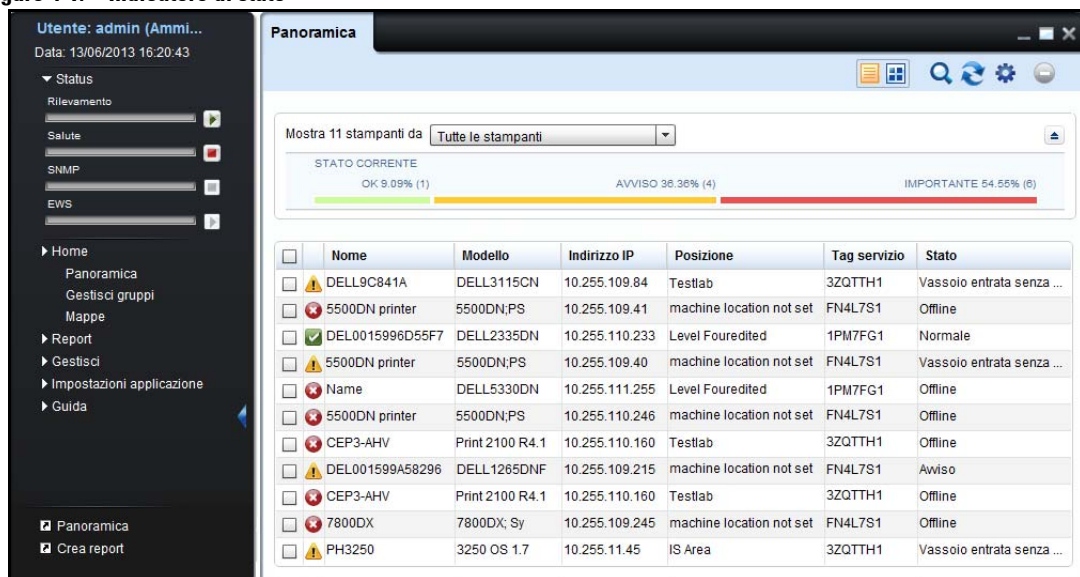 Utente: admin (Ammi...
Data: 13/06/2013 16:20:43
Status
Rilevamento
Salute
SNMP
EWS
Home
Panoramica
Gestisci gruppi
Mappe
Report
Gestisci
Impostazioni applicazione
Guida
Panoramica
Crea report
Panoramica
Mostra 11 stampanti da Tutte le stampanti
STATO CORRENTE
OK 9.09% (1) AVVISO 36.36% (4) IMPORTANTE 54.55% (6)
Nome Modello Indirizzo IP Posizione Tag servizio Stato
DELL9C841A DELL3115CN 10.255.109.84 Testlab 3ZQTTH1 Vassoio entrata senza ...
5500DN printer 5500DN;PS 10.255.109.41 machine location not set FN4L7S1 Offline
DEL0015996D55F7 DELL2335DN 10.255.110.233 Level Fouredited 1PM7FG1 Normale
5500DN printer 5500DN;PS 10.255.109.40 machine location not set FN4L7S1 Vassoio entrata senza ...
Name DELL5330DN 10.255.111.255 Level Fouredited 1PM7FG1 Offline
5500DN printer 5500DN;PS 10.255.110.246 machine location not set FN4L7S1 Offline
CEP3-AHV Print 2100 R4.1 10.255.110.160 Testlab 3ZQTTH1 Offline
DEL001599A58296 DELL1265DNF 10.255.109.215 machine location not set FN4L7S1 Avviso
CEP3-AHV Print 2100 R4.1 10.255.110.160 Testlab 3ZQTTH1 Offline
7800DX 7800DX; Sy 10.255.109.245 machine location not set FN4L7S1 Offline
PH3250 3250 OS 1.7 10.255.11.45 IS Area 3ZQTTH1 Vassoio entrata senza ...